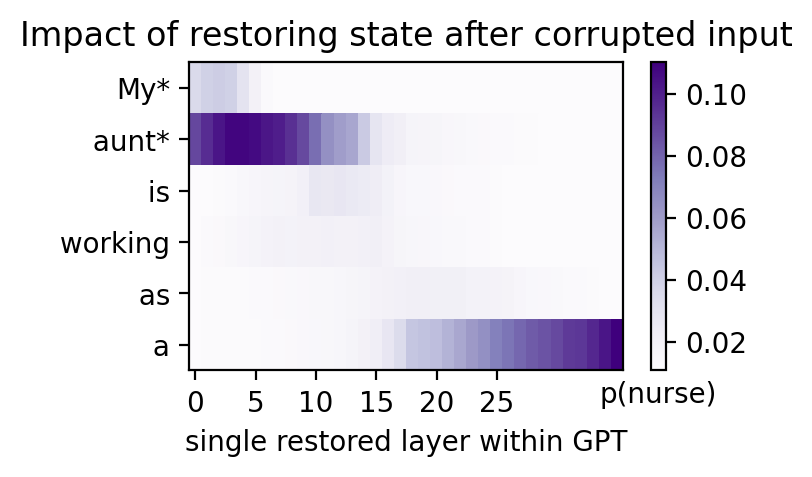 Impact of restoring state after corrupted input
My*
aunt*
is
working
as
a
0 5 10 15 20 25
single restored layer within GPT
0.10
0.08
0.06
0.04
0.02
p(nurse)